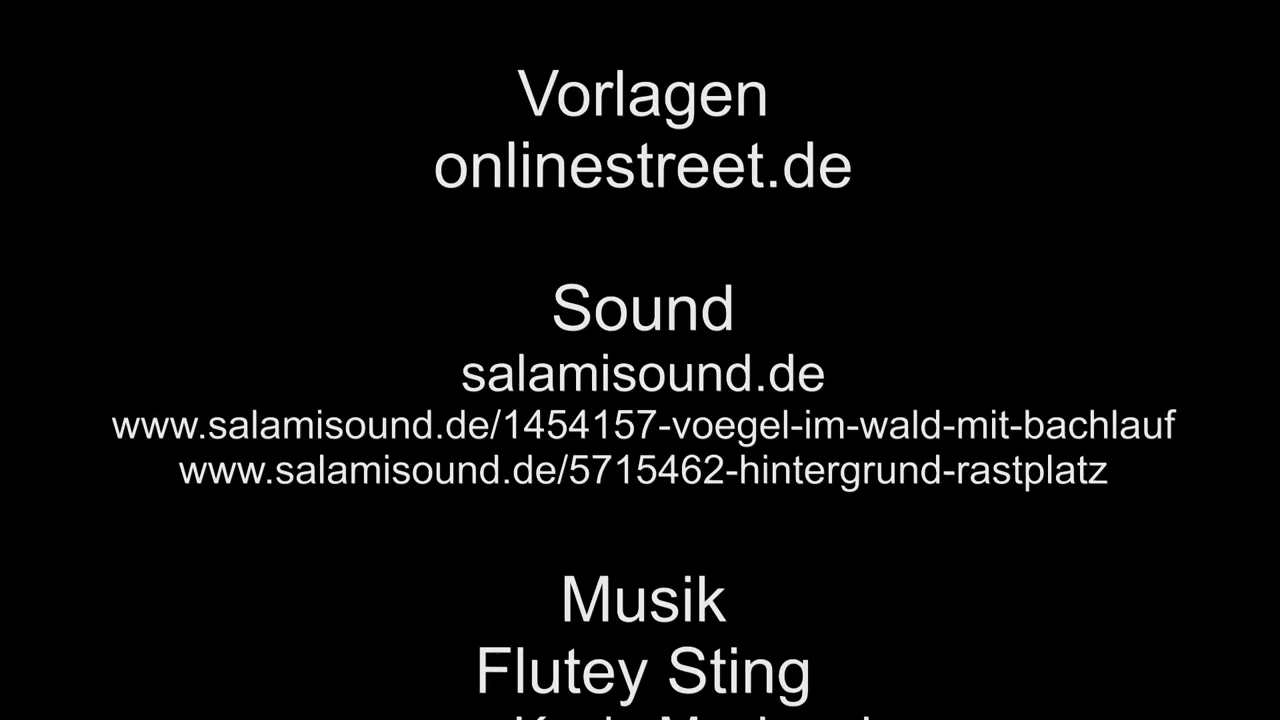 Vorlagen
onlinestreet.de
Sound
salamisound.de
www.salamisound.de/1454157-voegel-im-wald-mit-bachlauf
www.salamisound.de/5715462-hintergrund-rastplatz
Musik
Flutey Sting